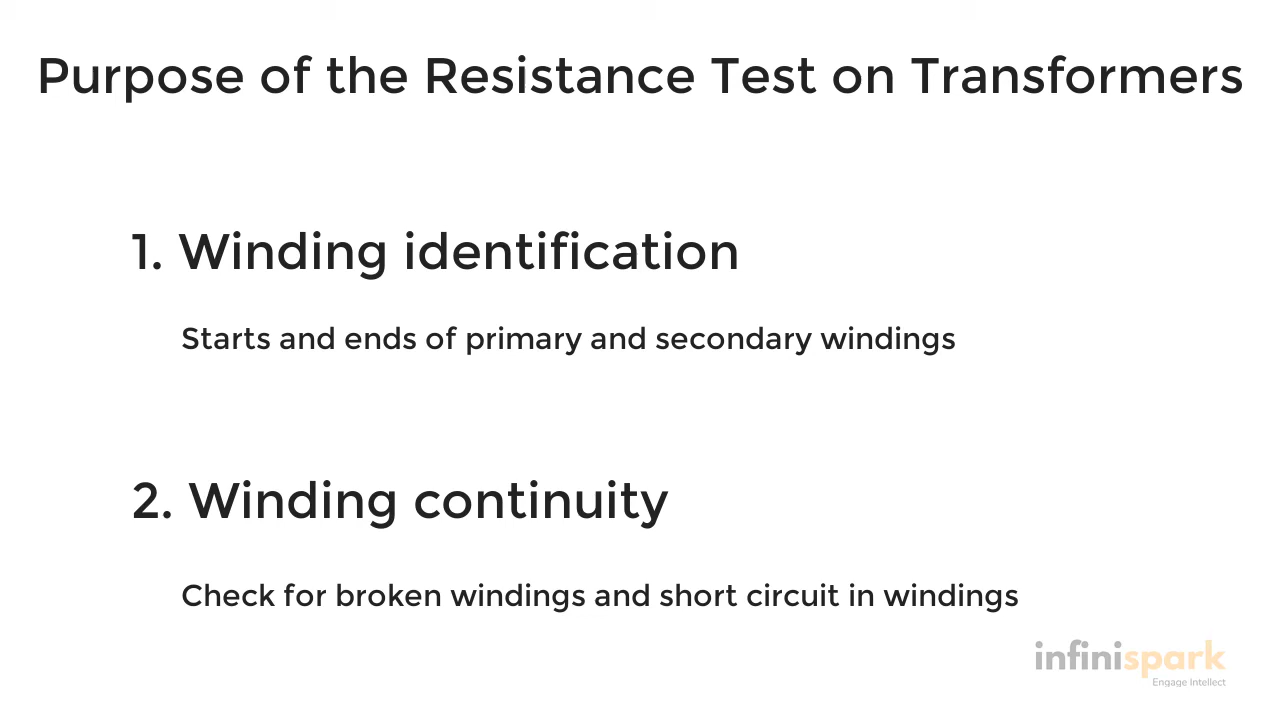 Purpose of the Resistance Test on Transformers
1. Winding identification
Starts and ends of primary and secondary windings
2. Winding continuity
Check for broken windings and short circuit in windings
infinispark
Engage Intellect